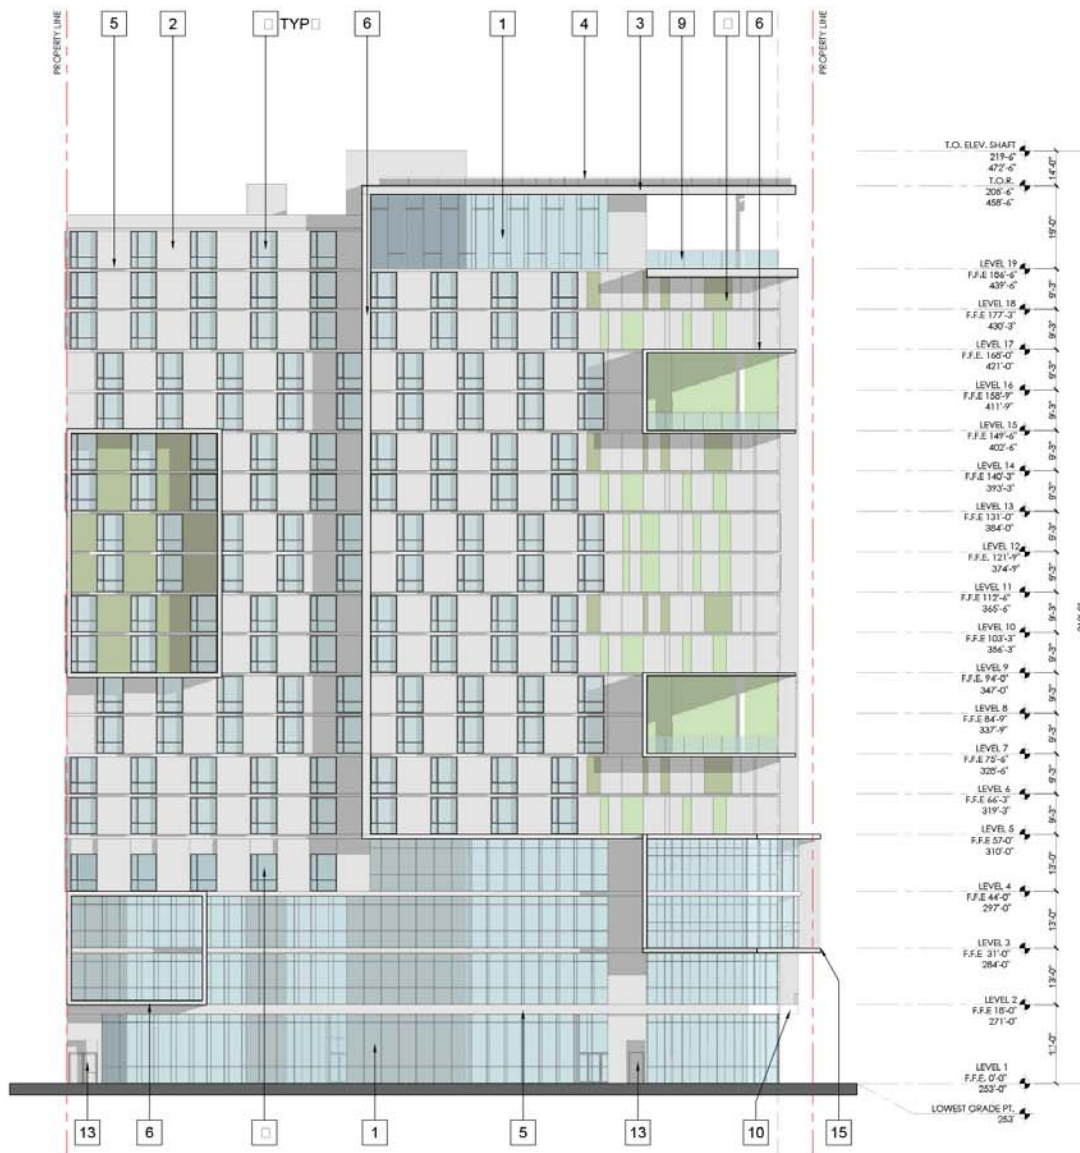 PROPERTY LINE
5
2
TYP
6
1
4
3
9
6
PROPERTY LINE
T.O. ELEV. SHAFT
219'-6"
472'-6"
14'-0"
T.O.R.
205'-6"
458'-6"
19'-0"
LEVEL 19
F.F.E 186'-6"
439'-6"
9'-3"
LEVEL 18
F.F.E 177'-3"
430'-3"
9'-3"
LEVEL 17
F.F.E. 168'-0"
421'-0"
9'-3"
LEVEL 16
F.F.E 158'-9"
411'-9"
9'-3"
LEVEL 15
F.F.E 149'-6"
402'-6"
9'-3"
LEVEL 14
F.F.E 140'-3"
393'-3"
9'-3"
LEVEL 13
F.F.E 131'-0"
384'-0"
9'-3"
LEVEL 12
F.F.E. 121'-9"
374'-9"
9'-3"
LEVEL 11
F.F.E 112'-6"
365'-6"
9'-3"
LEVEL 10
F.F.E 103'-3"
356'-3"
9'-3"
LEVEL 9
F.F.E. 94'-0"
347'-0"
9'-3"
LEVEL 8
F.F.E 84'-9"
337'-9"
9'-3"
LEVEL 7
F.F.E 75'-6"
328'-6"
9'-3"
LEVEL 6
F.F.E 66'-3"
319'-3"
9'-3"
LEVEL 5
F.F.E 57'-0"
310'-0"
13'-0"
LEVEL 4
F.F.E 44'-0"
297'-0"
13'-0"
LEVEL 3
F.F.E 31'-0"
284'-0"
13'-0"
LEVEL 2
F.F.E 18'-0"
271'-0"
LEVEL 1
F.F.E. 0'-0"
253'-0"
LOWEST GRADE PT.
253'
13
6
1
5
13
10
15